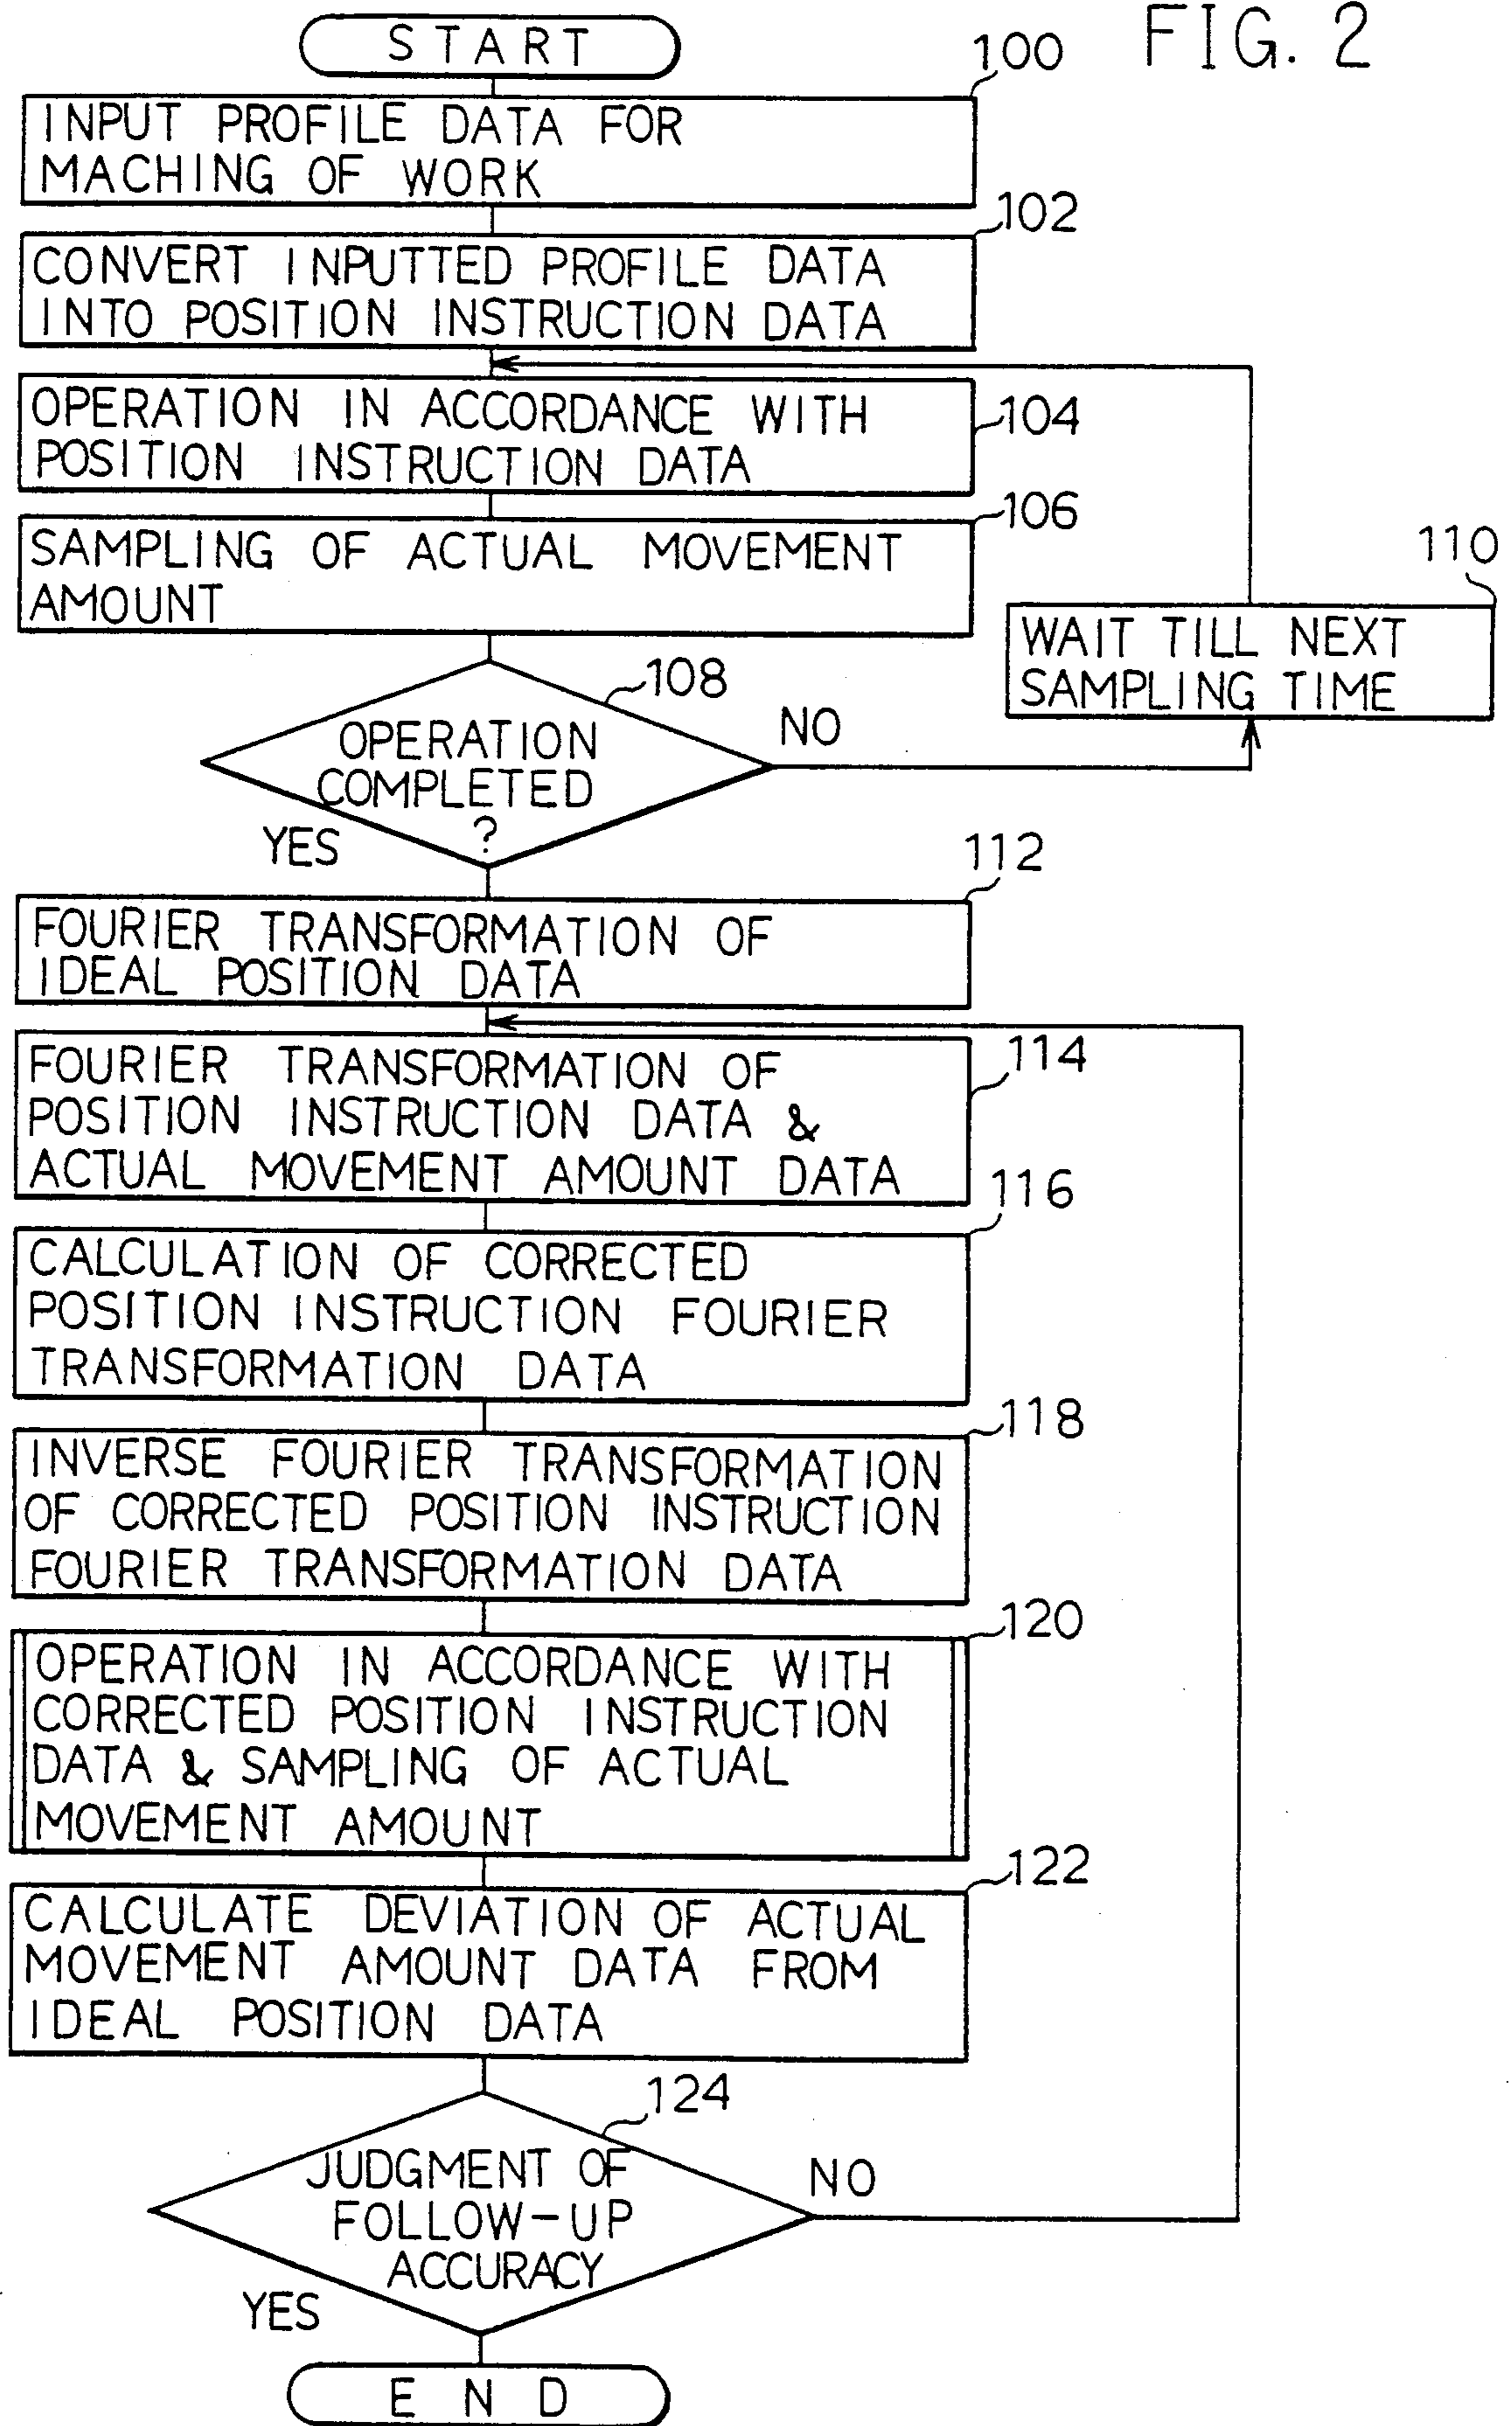 FIG. 2
START
100
INPUT PROFILE DATA FOR
MACHING OF WORK
102
CONVERT INPUTTED PROFILE DATA
INTO POSITION INSTRUCTION DATA
OPERATION IN ACCORDANCE WITH
POSITION INSTRUCTION DATA
104
106
SAMPLING OF ACTUAL MOVEMENT
AMOUNT
110
WAIT TILL NEXT
SAMPLING TIME
108
OPERATION
COMPLETED
?
NO
YES
112
FOURIER TRANSFORMATION OF
IDEAL POSITION DATA
114
FOURIER TRANSFORMATION OF
POSITION INSTRUCTION DATA &
ACTUAL MOVEMENT AMOUNT DATA
116
CALCULATION OF CORRECTED
POSITION INSTRUCTION FOURIER
TRANSFORMATION DATA
118
INVERSE FOURIER TRANSFORMATION
OF CORRECTED POSITION INSTRUCTION
FOURIER TRANSFORMATION DATA
120
OPERATION IN ACCORDANCE WITH
CORRECTED POSITION INSTRUCTION
DATA & SAMPLING OF ACTUAL
MOVEMENT AMOUNT
122
CALCULATE DEVIATION OF ACTUAL
MOVEMENT AMOUNT DATA FROM
IDEAL POSITION DATA
124
JUDGMENT OF
FOLLOW-UP
ACCURACY
NO
YES
END